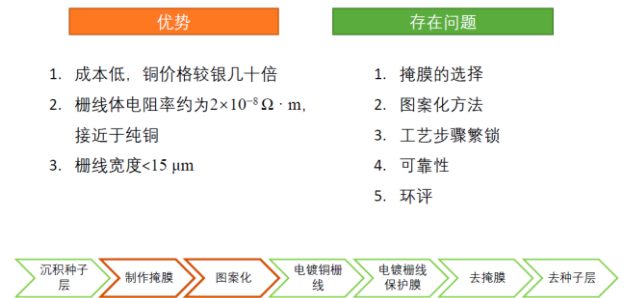 优势
1. 成本低，铜价格较银几十倍
2. 栅线体电阻率约为2×10⁻⁸ Ω · m，
接近于纯铜
3. 栅线宽度<15 μm
存在问题
1. 掩膜的选择
2. 图案化方法
3. 工艺步骤繁锁
4. 可靠性
5. 环评
沉积种子
层
制作掩膜
图案化
电镀铜栅
线
电镀栅线
保护膜
去掩膜
去种子层